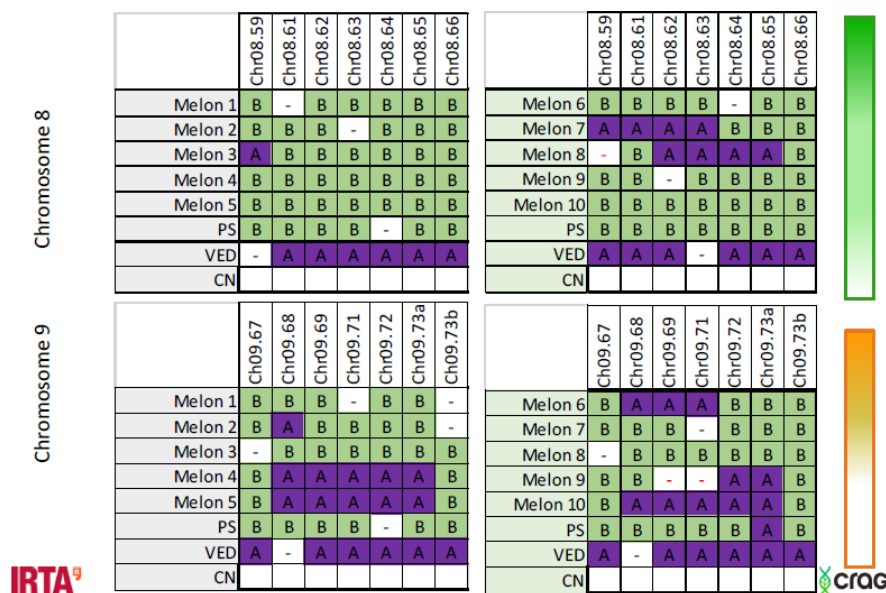 Chromosome 8
Chr08.59 Chr08.61 Chr08.62 Chr08.63 Chr08.64 Chr08.65 Chr08.66
Melon 1 B - B B B B B
Melon 2 B B B - B B B
Melon 3 A B B B B B B
Melon 4 B B B B B B B
Melon 5 B B B B B B B
PS B B B B - B B
VED - A A A A A A
CN
Chr08.59 Chr08.61 Chr08.62 Chr08.63 Chr08.64 Chr08.65 Chr08.66
Melon 6 B B B B - B B
Melon 7 A A A A B B B
Melon 8 - B A A A A B
Melon 9 B B - B B B B
Melon 10 B B B B B B B
PS B B B B B B B
VED A A A - A A A
CN
Chromosome 9
Ch09.67 Chr09.68 Chr09.69 Chr09.71 Chr09.72 Chr09.73a Ch09.73b
Melon 1 B B B - B B -
Melon 2 B A B B B B -
Melon 3 - B B B B B B
Melon 4 B A A A A A B
Melon 5 B A A A A A B
PS B B B B - B B
VED A - A A A A A
CN
Ch09.67 Chr09.68 Chr09.69 Chr09.71 Chr09.72 Chr09.73a Ch09.73b
Melon 6 B A A A B B B
Melon 7 B B B - B B B
Melon 8 - B B B B B B
Melon 9 B B - - A A B
Melon 10 B A A A A A B
PS B B B B B A B
VED A - A A A A A
CN
IRTA
crag